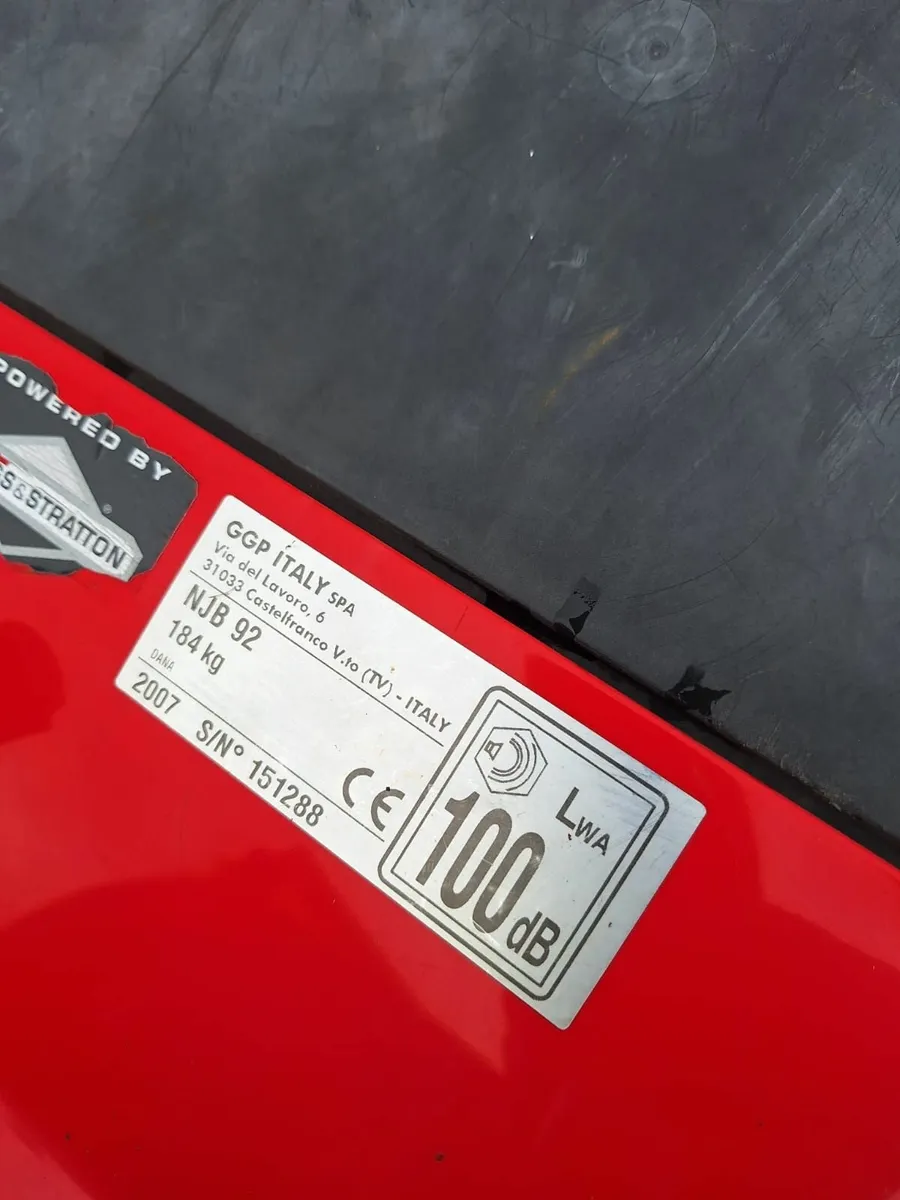 POWERED BY
S&STRATTON
®
GGP ITALY SPA
Via del Lavoro, 6
31033 Castelfranco V.to (TV) - ITALY
NJB 92
184 kg
DANA
2007 S/N° 151288
CE
LWA
100 dB